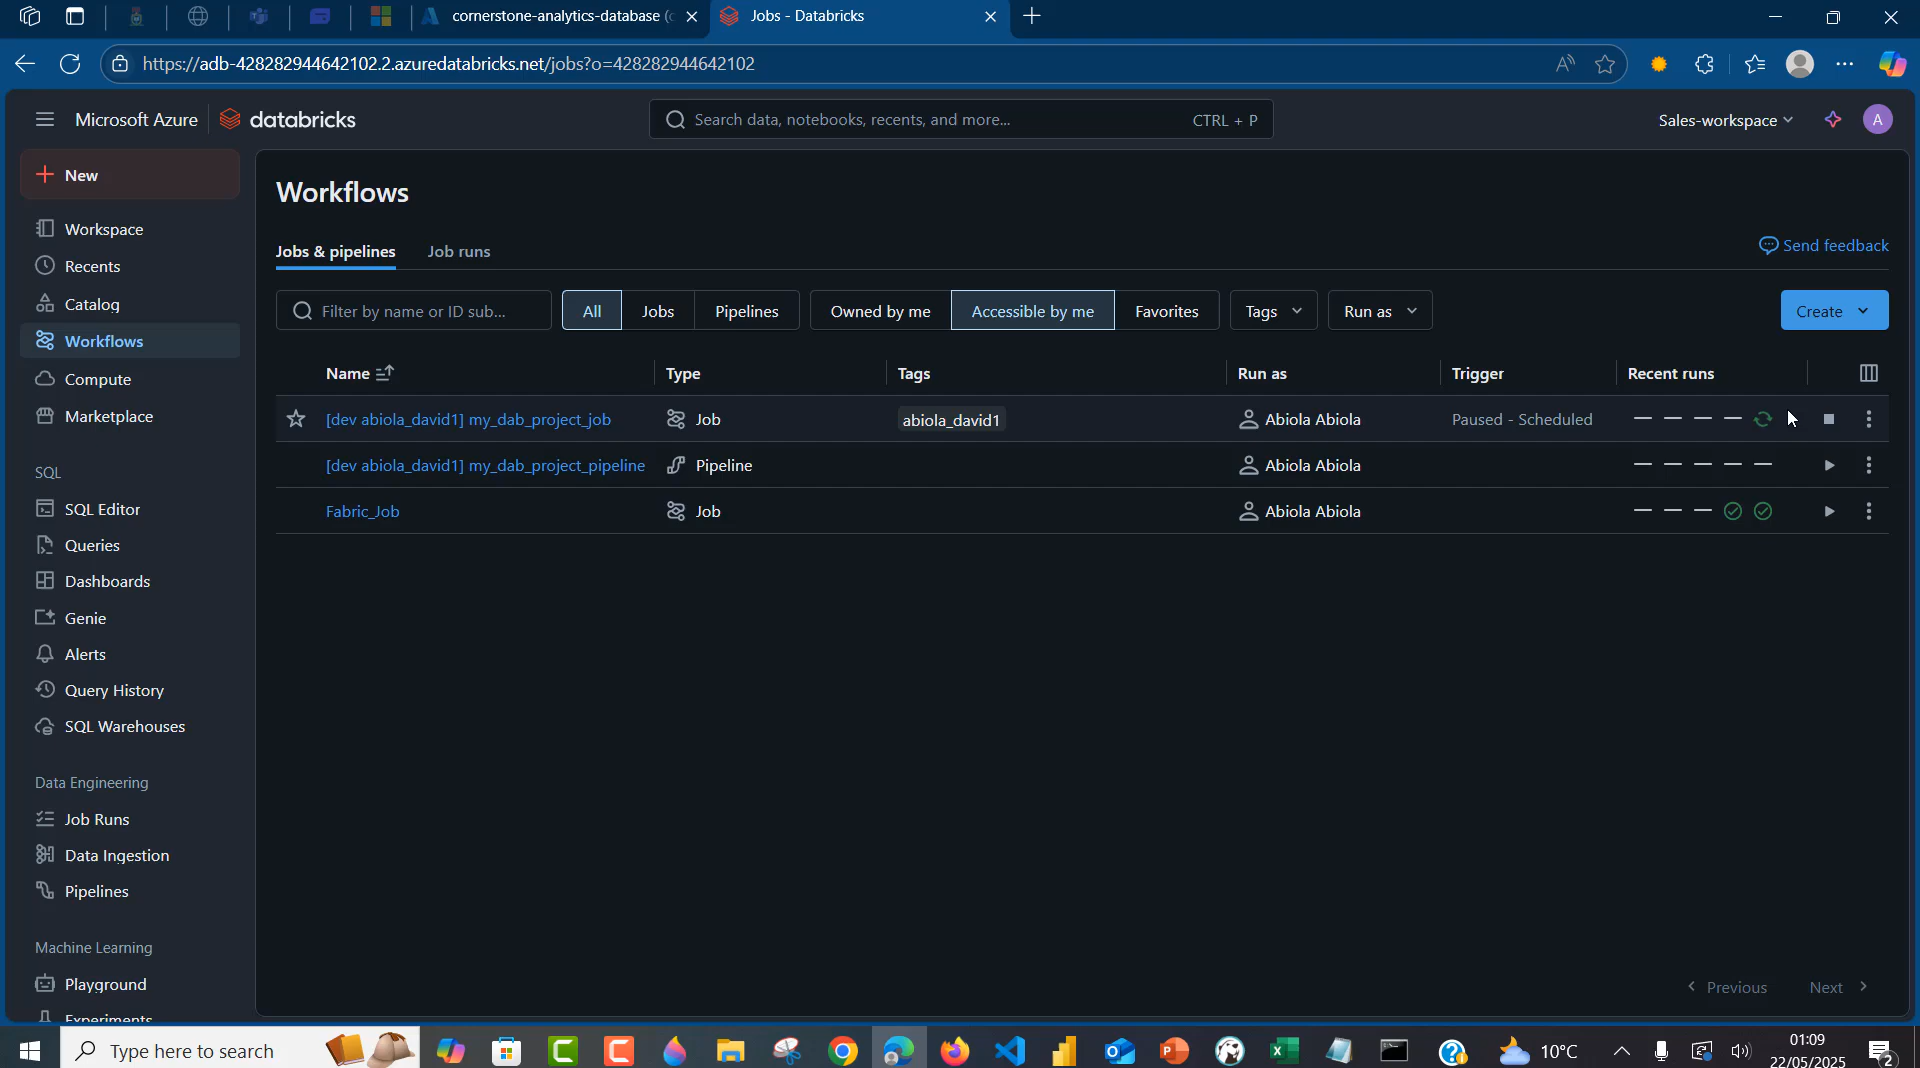 cornerstone-analytics-database (c
Jobs - Databricks
https://adb-428282944642102.2.azuredatabricks.net/jobs?o=428282944642102
Microsoft Azure databricks
Search data, notebooks, recents, and more... CTRL + P
Sales-workspace
A
New
Workspace
Recents
Catalog
Workflows
Compute
Marketplace
SQL
SQL Editor
Queries
Dashboards
Genie
Alerts
Query History
SQL Warehouses
Data Engineering
Job Runs
Data Ingestion
Pipelines
Machine Learning
Playground
Experiments
Workflows
Jobs & pipelines Job runs
Send feedback
Filter by name or ID sub... All Jobs Pipelines Owned by me Accessible by me Favorites Tags Run as Create
Name Type Tags Run as Trigger Recent runs
[dev abiola_david1] my_dab_project_job Job abiola_david1 Abiola Abiola Paused - Scheduled
[dev abiola_david1] my_dab_project_pipeline Pipeline Abiola Abiola
Fabric_Job Job Abiola Abiola
Previous Next
Type here to search
10°C
01:09
22/05/2025
2